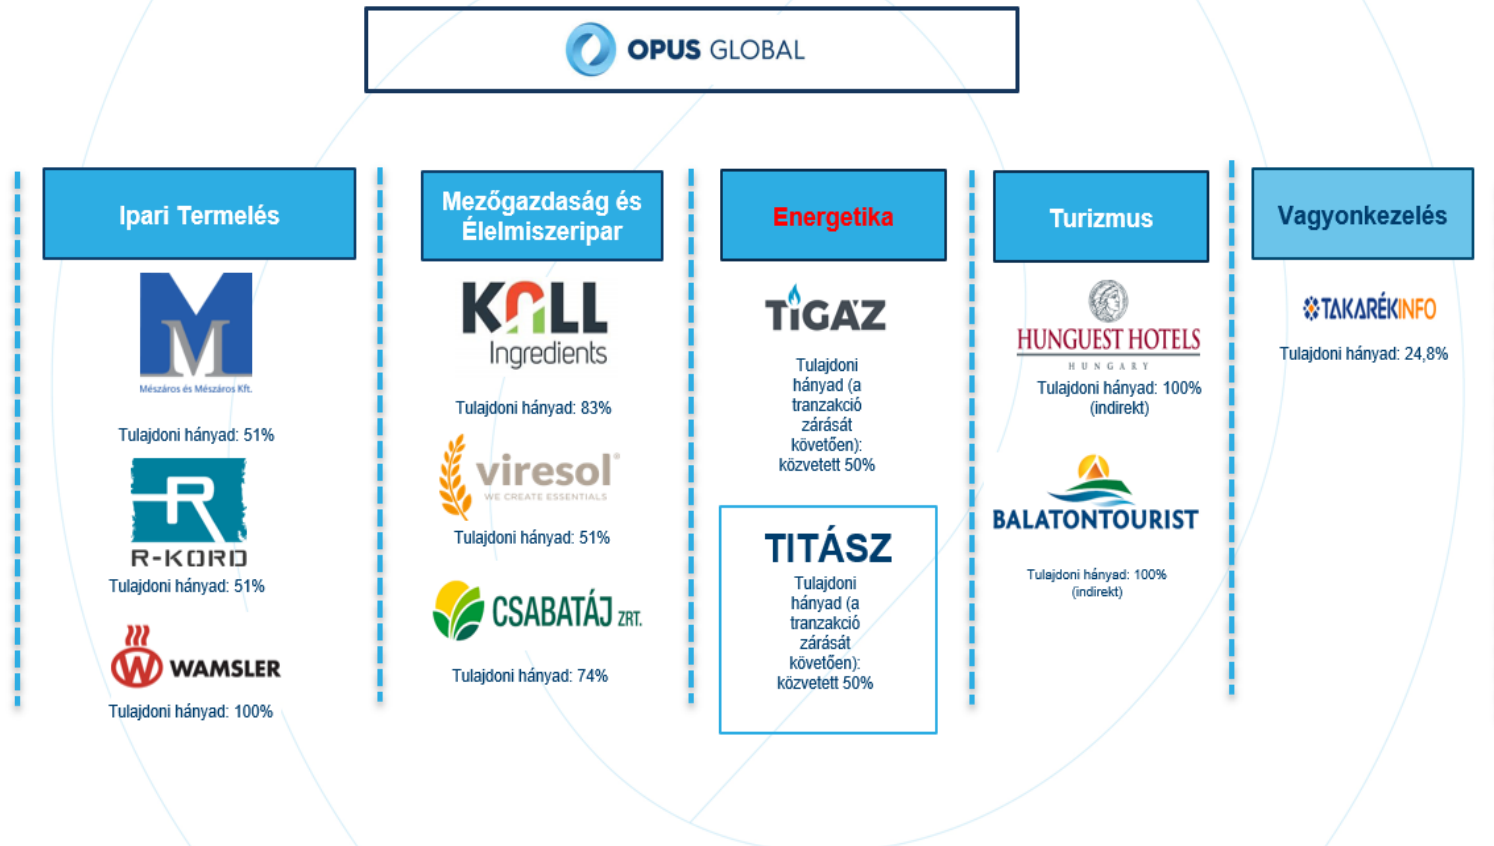 OPUS GLOBAL
Ipari Termelés
M
M
Mészáros és Mészáros Kft.
Tulajdoni hányad: 51%
R
R-KORD
Tulajdoni hányad: 51%
W WAMSLER
Tulajdoni hányad: 100%
Mezőgazdaság és
Élelmiszeripar
KALL
Ingredients
Tulajdoni hányad: 83%
viresol®
WE CREATE ESSENTIALS
Tulajdoni hányad: 51%
CSABATÁJ ZRT.
Tulajdoni hányad: 74%
Energetika
TIGÁZ
Tulajdoni
hányad (a
tranzakció
zárását
követően):
közvetett 50%
TITÁSZ
Tulajdoni
hányad (a
tranzakció
zárását
követően):
közvetett 50%
Turizmus
HUNGUEST HOTELS
HUNGARY
Tulajdoni hányad: 100%
(indirekt)
BALATONTOURIST
Tulajdoni hányad: 100%
(indirekt)
Vagyonkezelés
TAKARÉKINFO
Tulajdoni hányad: 24,8%